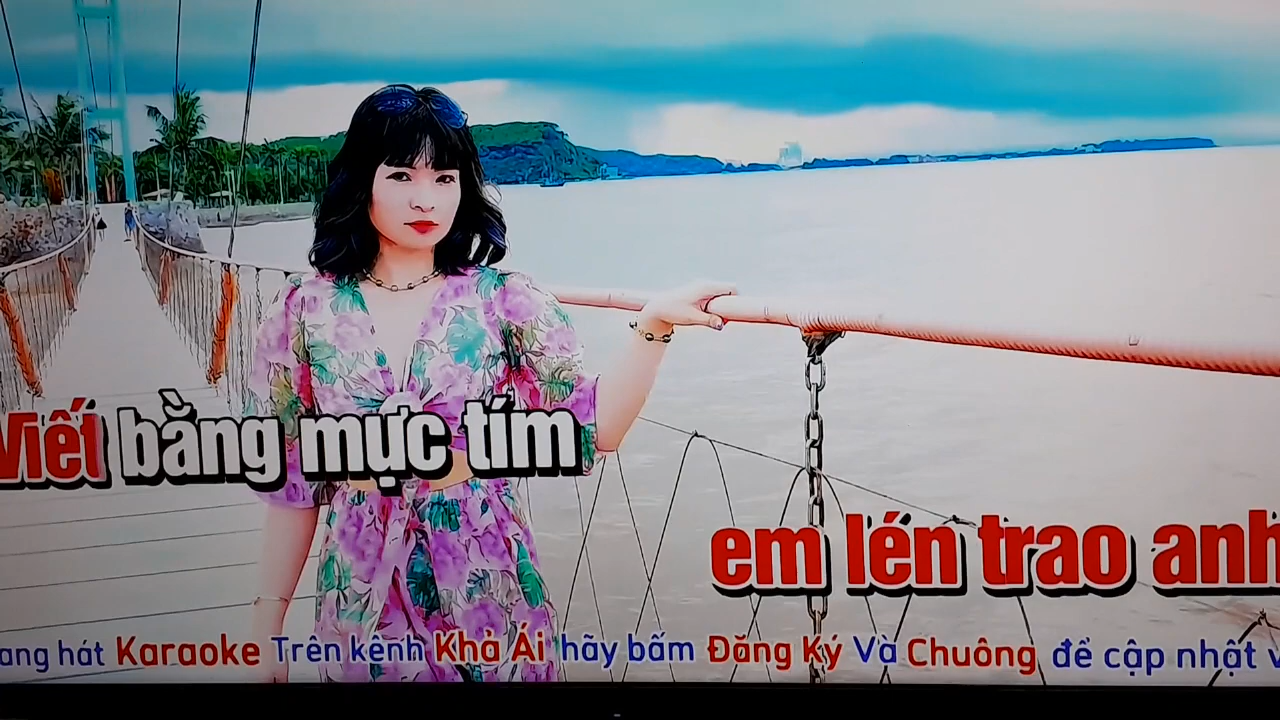 Viết bằng mực tím
em lén trao anh
ang hát Karaoke Trên kênh Khả Ái hãy bấm Đăng Ký Và Chuông để cập nhật v